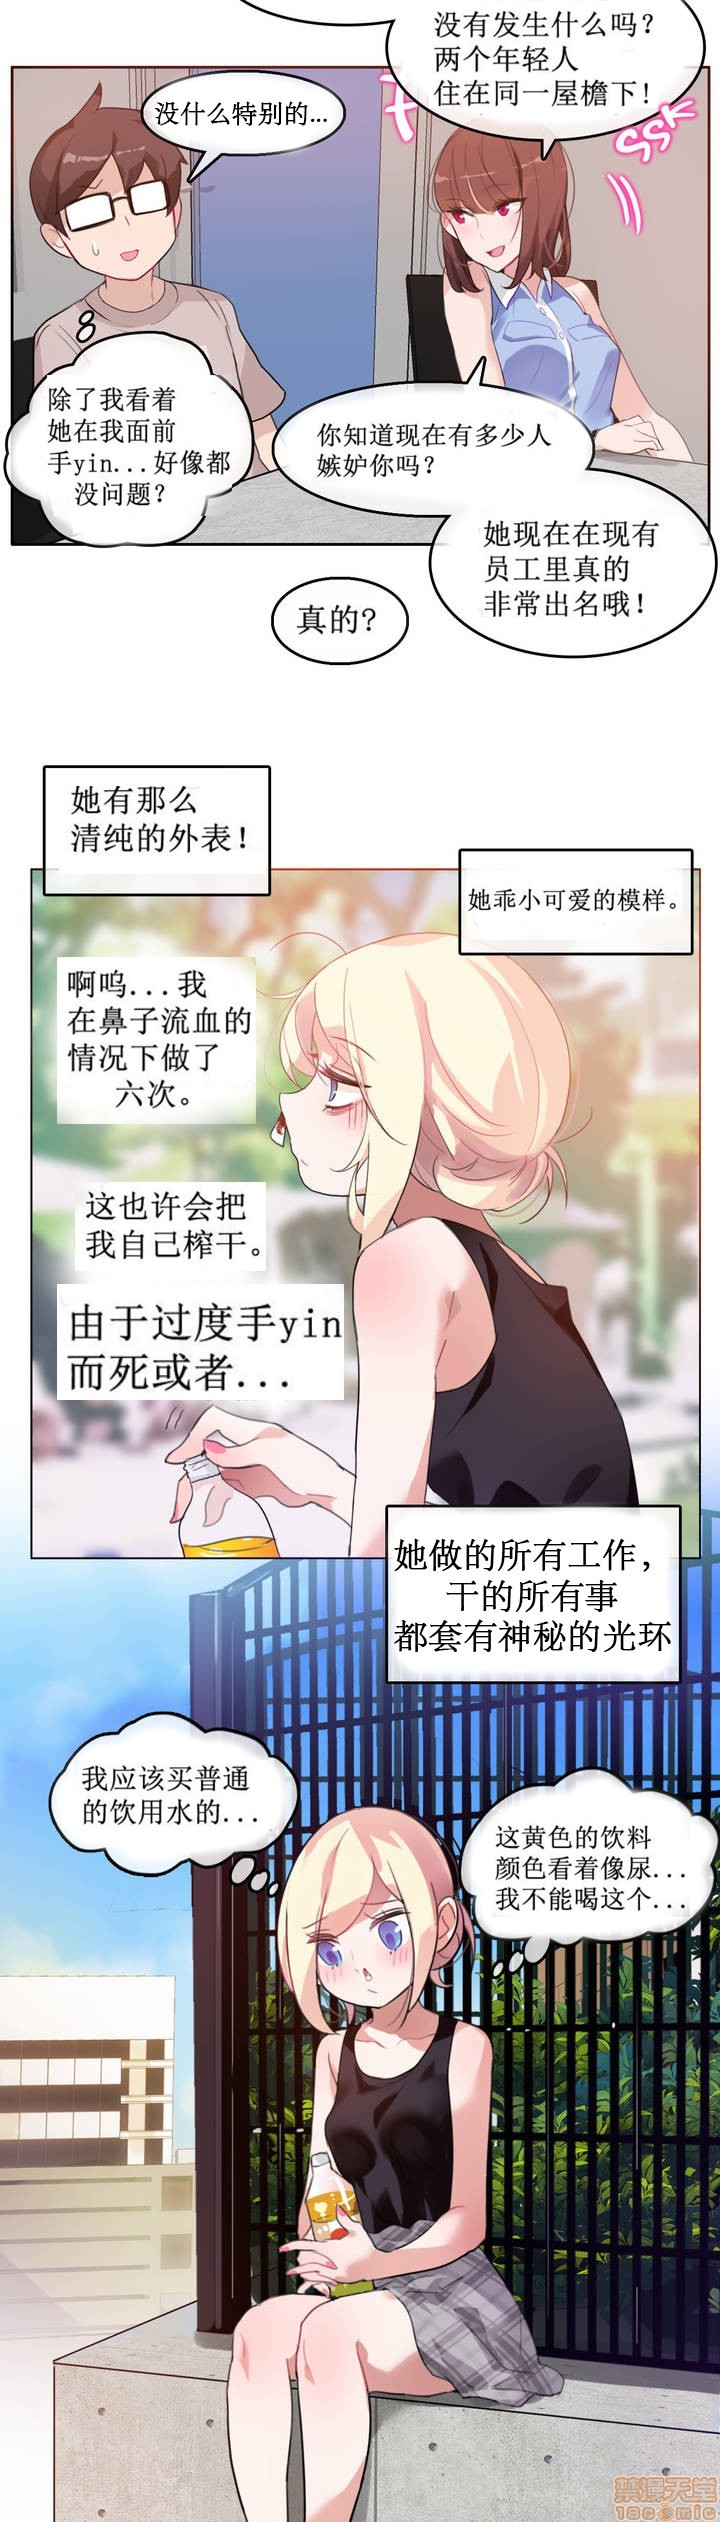 没有发生什么吗？
两个年轻人
住在同一屋檐下！
没什么特别的...
SSK
除了我看着
她在我面前
手yin...好像都
没问题？
你知道现在有多少人
嫉妒你吗？
她现在在现有
员工里真的
非常出名哦！
真的？
她有那么
清纯的外表！
她乖小可爱的模样。
啊呜...我
在鼻子流血的
情况下做了
六次。
这也许会把
我自己榨干。
由于过度手yin
而死或者...
她做的所有工作，
干的所有事
都套有神秘的光环
我应该买普通
的饮用水的...
这黄色的饮料
颜色看着像尿...
我不能喝这个...
禁漫天堂
18comic